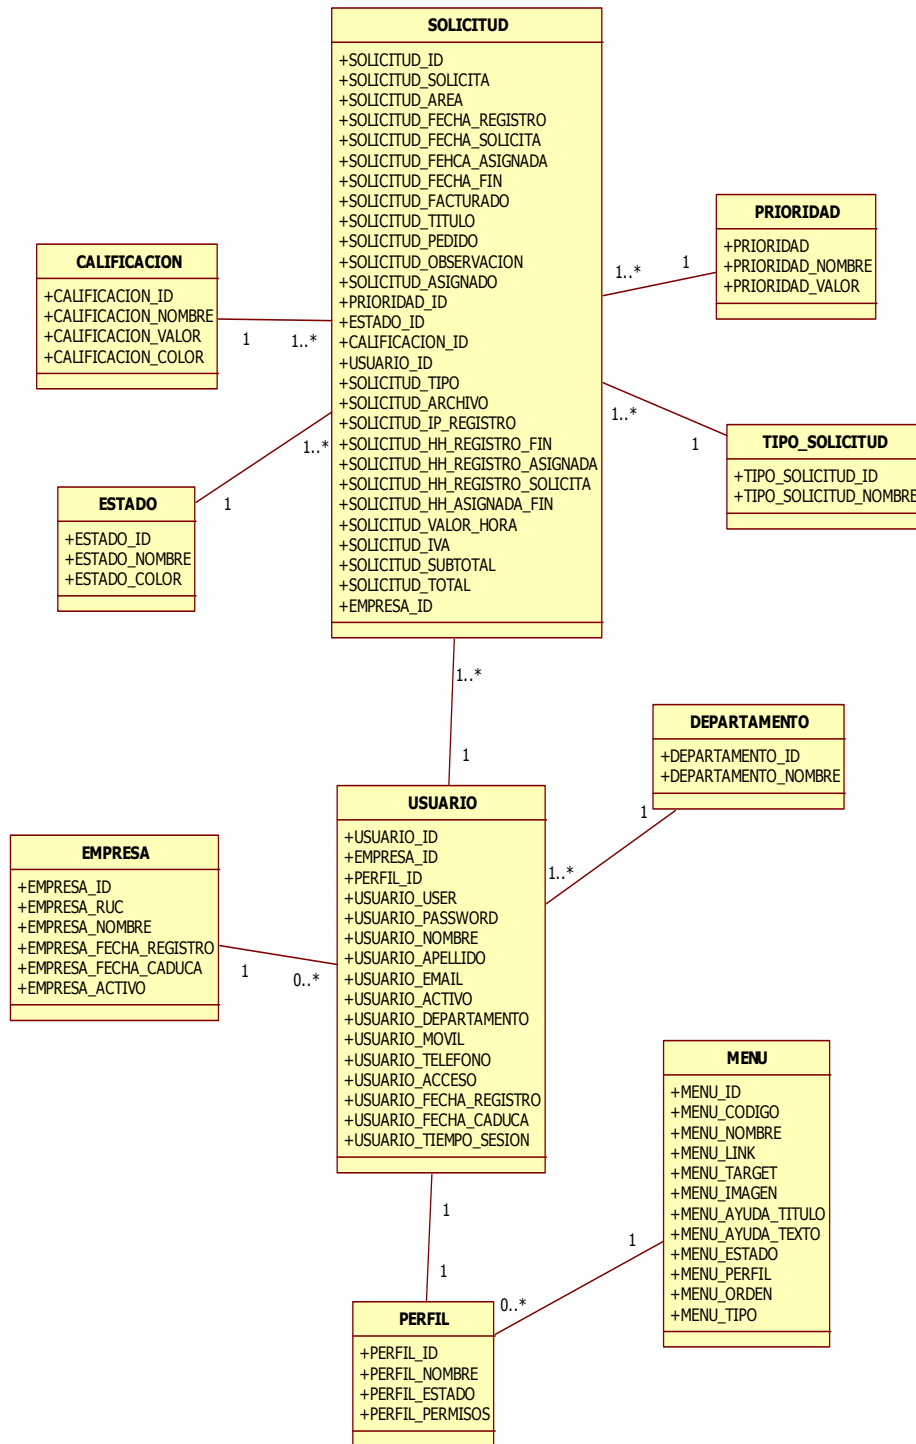 SOLICITUD
+SOLICITUD_ID
+SOLICITUD_SOLICITA
+SOLICITUD_AREA
+SOLICITUD_FECHA_REGISTRO
+SOLICITUD_FECHA_SOLICITA
+SOLICITUD_FEHCA_ASIGNADA
+SOLICITUD_FECHA_FIN
+SOLICITUD_FACTURADO
+SOLICITUD_TITULO
+SOLICITUD_PEDIDO
+SOLICITUD_OBSERVACION
+SOLICITUD_ASIGNADO
+PRIORIDAD_ID
+ESTADO_ID
+CALIFICACION_ID
+USUARIO_ID
+SOLICITUD_TIPO
+SOLICITUD_ARCHIVO
+SOLICITUD_IP_REGISTRO
+SOLICITUD_HH_REGISTRO_FIN
+SOLICITUD_HH_REGISTRO_ASIGNADA
+SOLICITUD_HH_REGISTRO_SOLICITA
+SOLICITUD_HH_ASIGNADA_FIN
+SOLICITUD_VALOR_HORA
+SOLICITUD_IVA
+SOLICITUD_SUBTOTAL
+SOLICITUD_TOTAL
+EMPRESA_ID
PRIORIDAD
+PRIORIDAD
+PRIORIDAD_NOMBRE
+PRIORIDAD_VALOR
1..*
1
CALIFICACION
+CALIFICACION_ID
+CALIFICACION_NOMBRE
+CALIFICACION_VALOR
+CALIFICACION_COLOR
1
1..*
TIPO_SOLICITUD
+TIPO_SOLICITUD_ID
+TIPO_SOLICITUD_NOMBRE
1..*
1
ESTADO
+ESTADO_ID
+ESTADO_NOMBRE
+ESTADO_COLOR
1..*
1
1..*
1
DEPARTAMENTO
+DEPARTAMENTO_ID
+DEPARTAMENTO_NOMBRE
1
1..*
USUARIO
+USUARIO_ID
+EMPRESA_ID
+PERFIL_ID
+USUARIO_USER
+USUARIO_PASSWORD
+USUARIO_NOMBRE
+USUARIO_APELLIDO
+USUARIO_EMAIL
+USUARIO_ACTIVO
+USUARIO_DEPARTAMENTO
+USUARIO_MOVIL
+USUARIO_TELEFONO
+USUARIO_ACCESO
+USUARIO_FECHA_REGISTRO
+USUARIO_FECHA_CADUCA
+USUARIO_TIEMPO_SESION
EMPRESA
+EMPRESA_ID
+EMPRESA_RUC
+EMPRESA_NOMBRE
+EMPRESA_FECHA_REGISTRO
+EMPRESA_FECHA_CADUCA
+EMPRESA_ACTIVO
1
0..*
MENU
+MENU_ID
+MENU_CODIGO
+MENU_NOMBRE
+MENU_LINK
+MENU_TARGET
+MENU_IMAGEN
+MENU_AYUDA_TITULO
+MENU_AYUDA_TEXTO
+MENU_ESTADO
+MENU_PERFIL
+MENU_ORDEN
+MENU_TIPO
1
1
1
0..*
PERFIL
+PERFIL_ID
+PERFIL_NOMBRE
+PERFIL_ESTADO
+PERFIL_PERMISOS